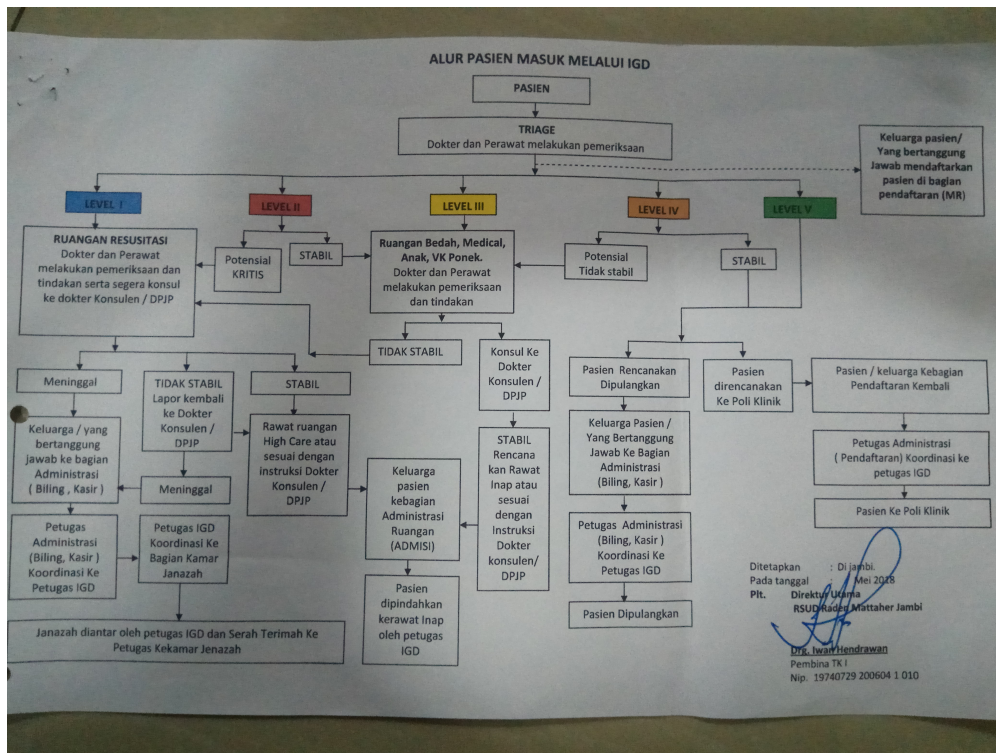 ALUR PASIEN MASUK MELALUI IGD
PASIEN
TRIAGE
Dokter dan Perawat melakukan pemeriksaan
Keluarga pasien/
Yang bertanggung
Jawab mendaftarkan
pasien di bagian
pendaftaran (MR)
LEVEL I
LEVEL II
LEVEL III
LEVEL IV
LEVEL V
RUANGAN RESUSITASI
Dokter dan Perawat
melakukan pemeriksaan dan
tindakan serta segera konsul
ke dokter Konsulen / DPJP
Potensial
KRITIS
STABIL
Ruangan Bedah, Medical,
Anak, VK Ponek.
Dokter dan Perawat
melakukan pemeriksaan
dan tindakan
Potensial
Tidak stabil
STABIL
TIDAK STABIL
Konsul Ke
Dokter
Konsulen /
DPJP
Meninggal
TIDAK STABIL
Lapor kembali
ke Dokter
Konsulen /
DPJP
STABIL
Rawat ruangan
High Care atau
sesuai dengan
instruksi Dokter
Konsulen /
DPJP
Keluarga / yang
bertanggung
jawab ke bagian
Administrasi
( Biling , Kasir )
Meninggal
Petugas
Administrasi
(Biling, Kasir )
Koordinasi Ke
Petugas IGD
Petugas IGD
Koordinasi Ke
Bagian Kamar
Janazah
Janazah diantar oleh petugas IGD dan Serah Terimah Ke
Petugas Kekamar Jenazah
Keluarga
pasien
kebagian
Administrasi
Ruangan
(ADMISI)
Pasien
dipindahkan
kerawat Inap
oleh petugas
IGD
STABIL
Rencana
kan Rawat
Inap atau
sesuai
dengan
Instruksi
Dokter
konsulen/
DPJP
Pasien Rencanakan
Dipulangkan
Keluarga Pasien /
Yang Bertanggung
Jawab Ke Bagian
Administrasi
(Biling, Kasir )
Petugas Administrasi
(Biling, Kasir )
Koordinasi Ke
Petugas IGD
Pasien Dipulangkan
Pasien
direncanakan
Ke Poli Klinik
Pasien / keluarga Kebagian
Pendaftaran Kembali
Petugas Administrasi
( Pendaftaran) Koordinasi ke
petugas IGD
Pasien Ke Poli Klinik
Ditetapkan : Di jambi.
Pada tanggal : Mei 2018
Plt. Direktur Utama
RSUD Raden Mattaher Jambi
Drg. Iwan Hendrawan
Pembina TK I
Nip. 19740729 200604 1 010